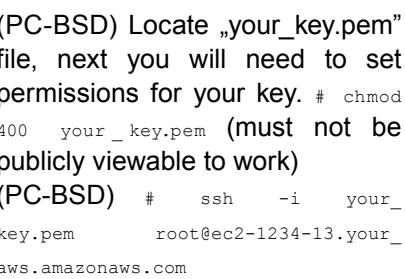 (PC-BSD) Locate „your_key.pem”
file, next you will need to set
permissions for your key. # chmod
400 your_key.pem (must not be
publicly viewable to work)
(PC-BSD) # ssh -i your_
key.pem root@ec2-1234-13.your_
aws.amazonaws.com